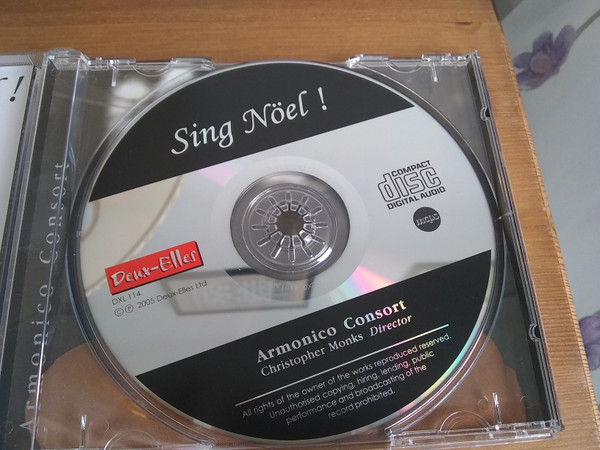 !
Armonico Consort
Sing Nöel !
COMPACT
disc
DIGITAL AUDIO
mcps
Deux-Elles
DXL 114
© ℗ 2005 Deux-Elles Ltd
Armonico Consort
Christopher Monks Director
All rights of the owner of the works reproduced reserved.
Unauthorised copying, hiring, lending, public
performance and broadcasting of the
record prohibited.